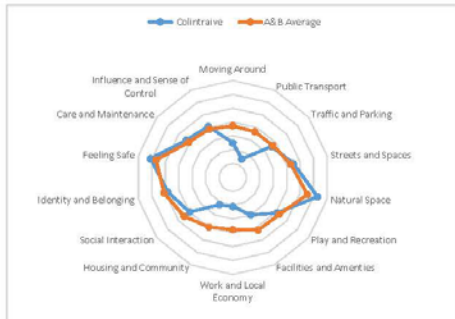 Colintraive
A&B Average
Moving Around
Public Transport
Traffic and Parking
Streets and Spaces
Natural Space
Play and Recreation
Facilities and Amenties
Work and Local
Economy
Housing and Community
Social Interaction
Identity and Belonging
Feeling Safe
Care and Maintenance
Influence and Sense of
Control